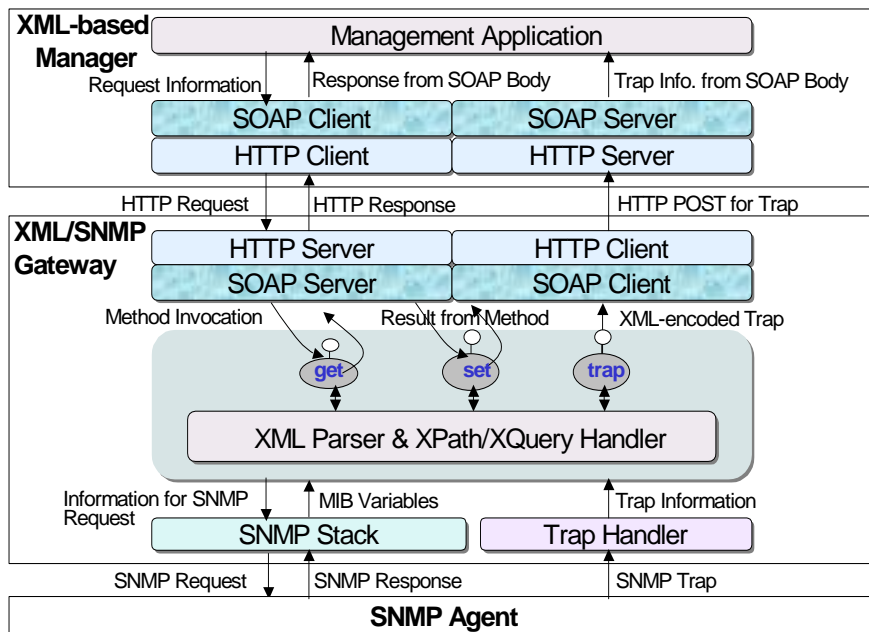 XML-based
Manager
Management Application
Request Information
Response from SOAP Body
Trap Info. from SOAP Body
SOAP Client
SOAP Server
HTTP Client
HTTP Server
HTTP Request
HTTP Response
HTTP POST for Trap
XML/SNMP
Gateway
HTTP Server
HTTP Client
SOAP Server
SOAP Client
Method Invocation
Result from Method
XML-encoded Trap
get
set
trap
XML Parser & XPath/XQuery Handler
Information for SNMP
Request
MIB Variables
Trap Information
SNMP Stack
Trap Handler
SNMP Request
SNMP Response
SNMP Trap
SNMP Agent